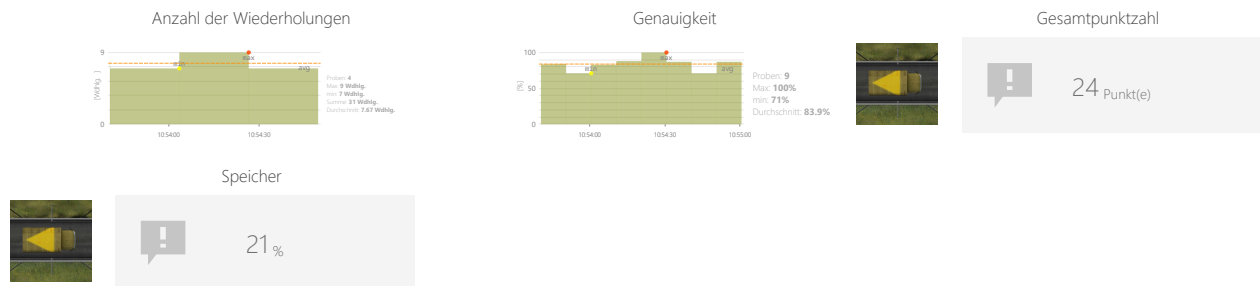 Anzahl der Wiederholungen
9
min
max
avg
[Wdhlg. ]
0
10:54:00
10:54:30
Proben: 4
Max: 9 Wdhlg.
min: 7 Wdhlg.
Summe: 31 Wdhlg.
Durchschnitt: 7.67 Wdhlg.
Genauigkeit
100
min
max
avg
[%]
50
0
10:54:00
10:54:30
10:55:00
Proben: 9
Max: 100%
min: 71%
Durchschnitt: 83.9%
Gesamtpunktzahl
24 Punkt(e)
Speicher
21 %